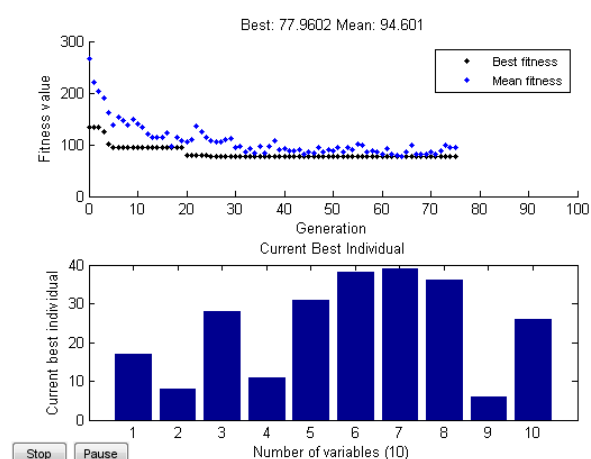 Best: 77.9602 Mean: 94.601
300
200
100
0
Fitness value
Best fitness
Mean fitness
0 10 20 30 40 50 60 70 80 90 100
Generation
Current Best Individual
40
30
20
10
0
Current best individual
1 2 3 4 5 6 7 8 9 10
Number of variables (10)
Stop Pause